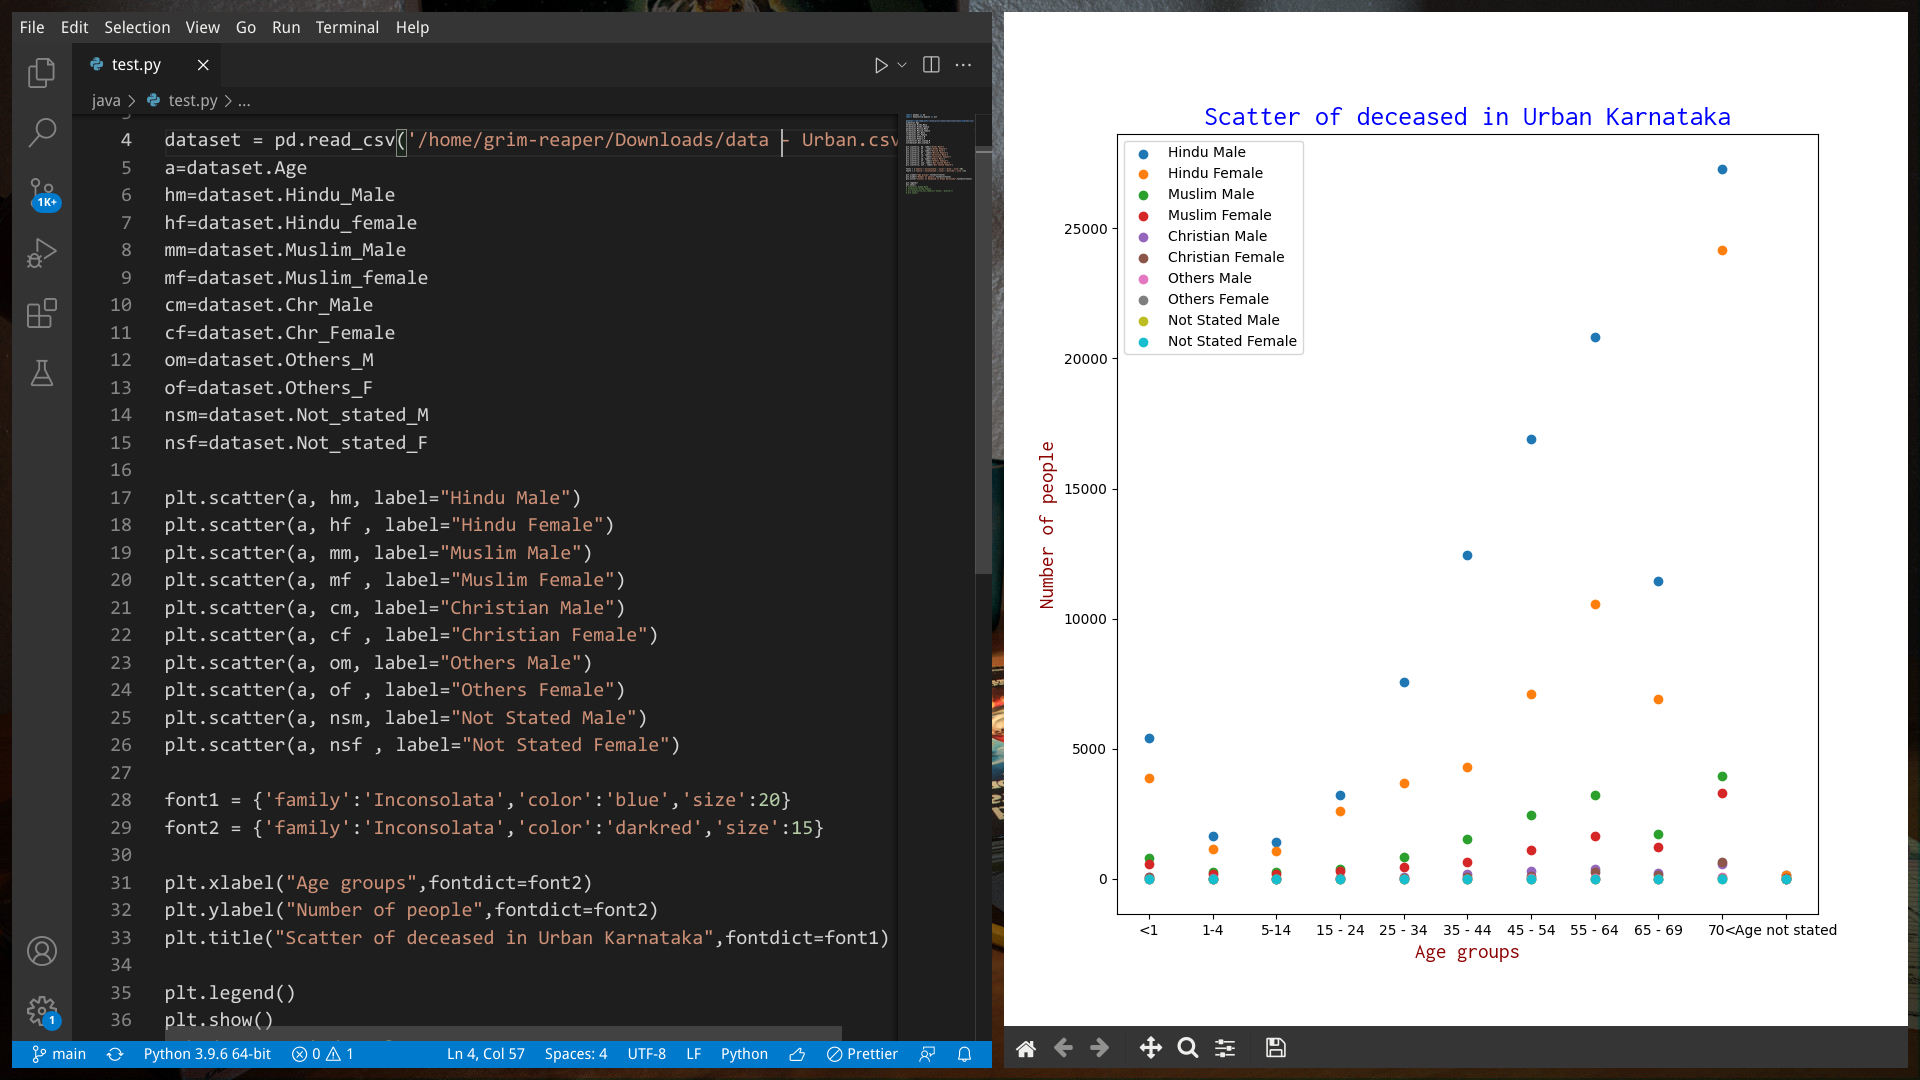 File Edit Selection View Go Run Terminal Help
test.py
java > test.py > ...
4 dataset = pd.read_csv('/home/grim-reaper/Downloads/data - Urban.csv
5 a=dataset.Age
6 hm=dataset.Hindu_Male
7 hf=dataset.Hindu_female
8 mm=dataset.Muslim_Male
9 mf=dataset.Muslim_female
10 cm=dataset.Chr_Male
11 cf=dataset.Chr_Female
12 om=dataset.Others_M
13 of=dataset.Others_F
14 nsm=dataset.Not_stated_M
15 nsf=dataset.Not_stated_F
16
17 plt.scatter(a, hm, label="Hindu Male")
18 plt.scatter(a, hf , label="Hindu Female")
19 plt.scatter(a, mm, label="Muslim Male")
20 plt.scatter(a, mf , label="Muslim Female")
21 plt.scatter(a, cm, label="Christian Male")
22 plt.scatter(a, cf , label="Christian Female")
23 plt.scatter(a, om, label="Others Male")
24 plt.scatter(a, of , label="Others Female")
25 plt.scatter(a, nsm, label="Not Stated Male")
26 plt.scatter(a, nsf , label="Not Stated Female")
27
28 font1 = {'family':'Inconsolata','color':'blue','size':20}
29 font2 = {'family':'Inconsolata','color':'darkred','size':15}
30
31 plt.xlabel("Age groups",fontdict=font2)
32 plt.ylabel("Number of people",fontdict=font2)
33 plt.title("Scatter of deceased in Urban Karnataka",fontdict=font1)
34
35 plt.legend()
36 plt.show()
1K+
1
main Python 3.9.6 64-bit 0 1 Ln 4, Col 57 Spaces: 4 UTF-8 LF Python Prettier
Scatter of deceased in Urban Karnataka
Hindu Male
Hindu Female
Muslim Male
Muslim Female
Christian Male
Christian Female
Others Male
Others Female
Not Stated Male
Not Stated Female
25000
20000
15000
10000
5000
0
Number of people
<1 1-4 5-14 15 - 24 25 - 34 35 - 44 45 - 54 55 - 64 65 - 69 70< Age not stated
Age groups